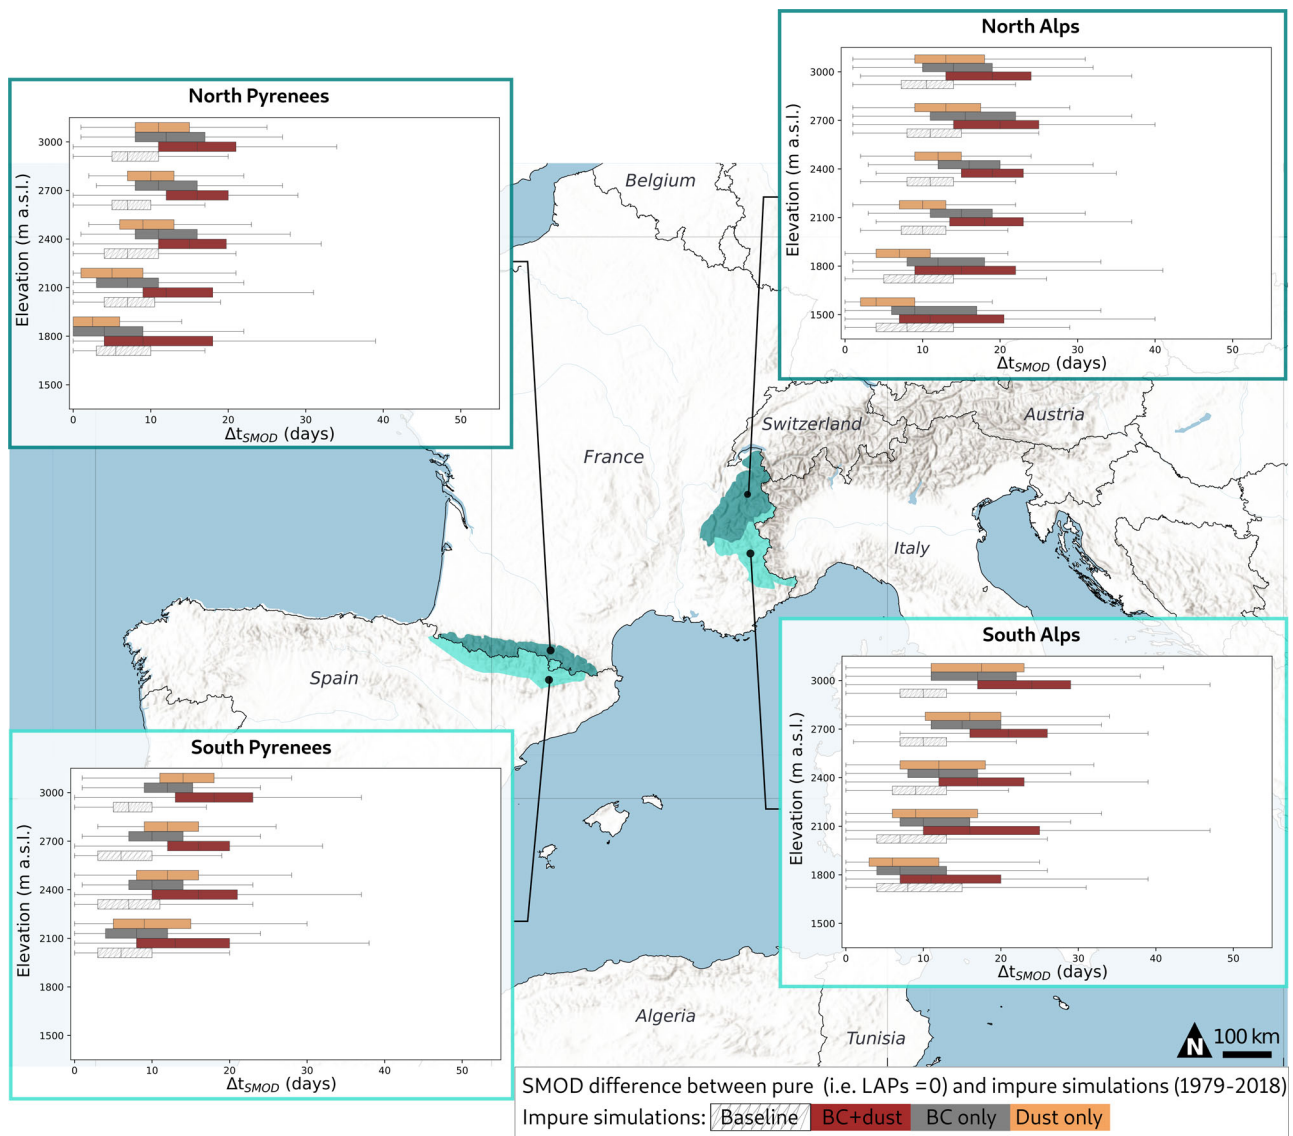 North Alps
Elevation (m a.s.l.)
3000
2700
2400
2100
1800
1500
0 10 20 30 40 50
Δt_SMOD (days)
North Pyrenees
Elevation (m a.s.l.)
3000
2700
2400
2100
1800
1500
0 10 20 30 40 50
Δt_SMOD (days)
Belgium
Switzerland
Austria
France
Italy
Spain
South Alps
Elevation (m a.s.l.)
3000
2700
2400
2100
1800
1500
0 10 20 30 40 50
Δt_SMOD (days)
South Pyrenees
Elevation (m a.s.l.)
3000
2700
2400
2100
1800
1500
0 10 20 30 40 50
Δt_SMOD (days)
Algeria
Tunisia
N
100 km
SMOD difference between pure (i.e. LAPs =0) and impure simulations (1979-2018)
Impure simulations: Baseline BC+dust BC only Dust only